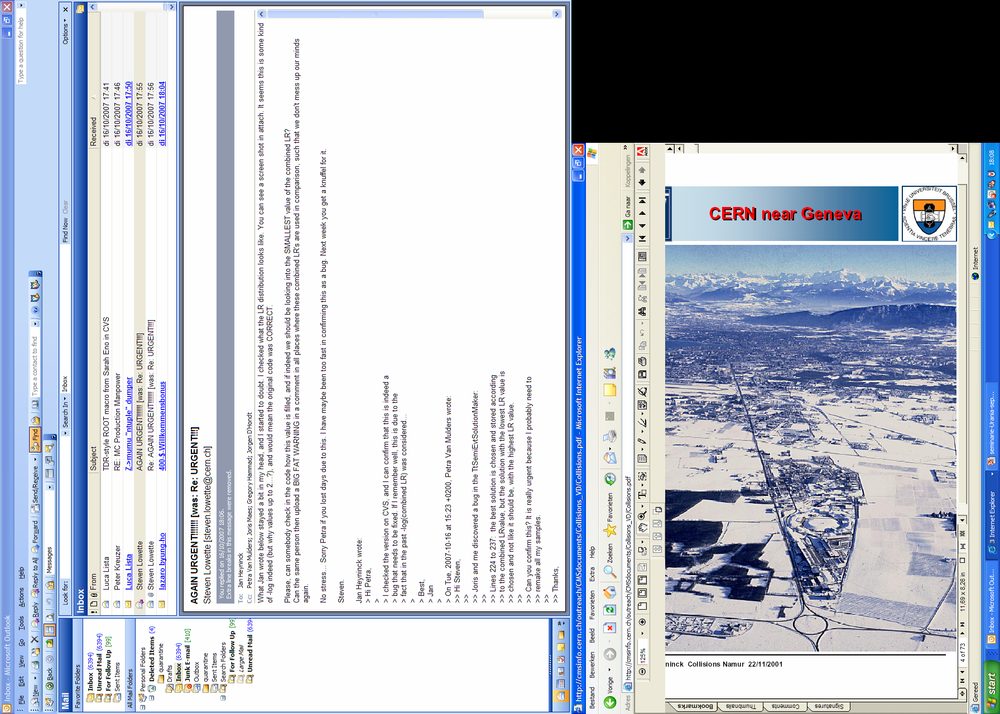 Inbox - Microsoft Outlook
File Edit View Go Tools Actions Help
Type a question for help
New Reply Reply to All Forward Send/Receive Find Type a contact to find
Back Messages
Look for: Search In Inbox Find Now Clear Options
Mail
Favorite Folders
Inbox (6394)
Unread Mail (6394)
For Follow Up [99]
Sent Items
All Mail Folders
Personal Folders
Deleted Items (4)
quarantine
Drafts
Inbox (6394)
Junk E-mail [410]
Outbox
quarantine
Sent Items
Search Folders
For Follow Up [99]
Large Mail
Unread Mail (6394
Inbox
From Subject Received
Luca Lista TDR-style ROOT macro from Sarah Eno in CVS di 16/10/2007 17:41
Peter Kreuzer RE: MC Production Manpower di 16/10/2007 17:46
Luca Lista Z->mumu "ntuple" dumper di 16/10/2007 17:50
Steven Lowette AGAIN URGENT!!!!!!! [was: Re: URGENT!!!] di 16/10/2007 17:55
Steven Lowette Re: AGAIN URGENT!!!!!!! [was: Re: URGENT!!!] di 16/10/2007 17:56
lazaro byung-ho 400-$-Willkommensbonus di 16/10/2007 18:04
AGAIN URGENT!!!!!!! [was: Re: URGENT!!!]
Steven Lowette [steven.lowette@cern.ch]
You replied on 16/10/2007 18:06.
Extra line breaks in this message were removed.
To: Jan Heyninck
Cc: Petra Van Mulders; Joris Maes; Gregory Hammad; Jorgen D'Hondt
What Jan wrote below stayed a bit in my head, and I started to doubt. I checked what the LR distribution looks like. You can see a screen shot in attach. It seems this is some kind
of -log indeed (but why values up to 2...?), and would mean the original code was CORRECT.
Please, can somebody check in the code how this value is filled, and if indeed we should be looking into the SMALLEST value of the combined LR?
Can the same person then upload a BIG FAT WARNING in a comment in all places where these combined LR's are used in comparison, such that we don't mess up our minds
again.
No stress... Sorry Petra if you lost days due to this. I have maybe been too fast in confirming this as a bug. Next week you get a knuffel for it.
Steven.
Jan Heyninck wrote:
> Hi Petra,
>
> I checked the version on CVS, and I can confirm that this is indeed a
> bug that needs to be fixed. If I remember well, this is due to the
> fact that in the past -log(combined LR) was considered...
>
> Best,
> Jan
>
> On Tue, 2007-10-16 at 15:23 +0200, Petra Van Mulders wrote:
>> Hi Steven,
>>
>> Joris and me discovered a bug in the TtSemiEvtSolutionMaker:
>>
>> Lines 224 to 237: the best solution is chosen and stored according
>> to the combined LRvalue, but the solution with the lowest LR value is
>> chosen and not like it should be, with the highest LR value.
>>
>> Can you confirm this? It is really urgent because I probably need to
>> remake all my samples.
>>
>> Thanks,
http://cmsinfo.cern.ch/outreach/CMSdocuments/Collisions_VD/Collisions.pdf - Microsoft Internet Explorer
Bestand Bewerken Beeld Favorieten Extra Help
Vorige Zoeken Favorieten
Adres http://cmsinfo.cern.ch/outreach/CMSdocuments/Collisions_VD/Collisions.pdf Ga naar Koppelingen
125%
Adobe
Bookmarks
Thumbnails
Comments
Signatures
CERN near Geneva
VRIJE UNIVERSITEIT BRUSSEL
SCIENTIA VINCERE TENEBRAS
ninck Collisions Namur 22/11/2001
4 of 73 11,69 x 8,26 in
Gereed Internet
start Inbox - Microsoft Out... 3 Internet Explorer seminarie-Urania-sep... 18:08